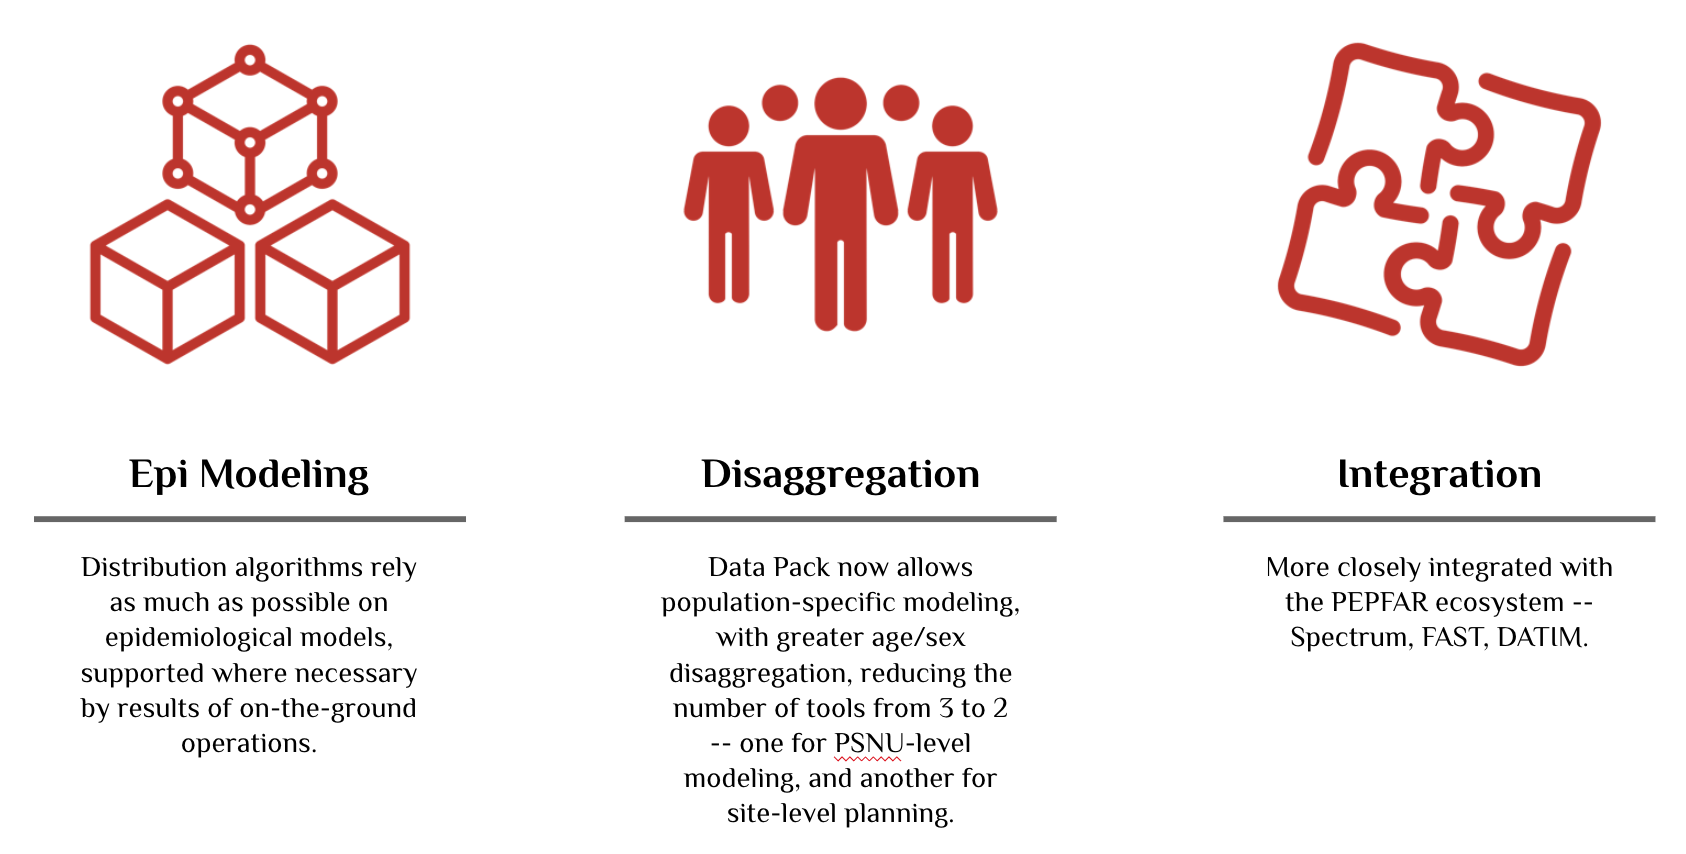 Epi Modeling
Distribution algorithms rely
as much as possible on
epidemiological models,
supported where necessary
by results of on-the-ground
operations.
Disaggregation
Data Pack now allows
population-specific modeling,
with greater age/sex
disaggregation, reducing the
number of tools from 3 to 2
-- one for PSNU-level
modeling, and another for
site-level planning.
Integration
More closely integrated with
the PEPFAR ecosystem --
Spectrum, FAST, DATIM.